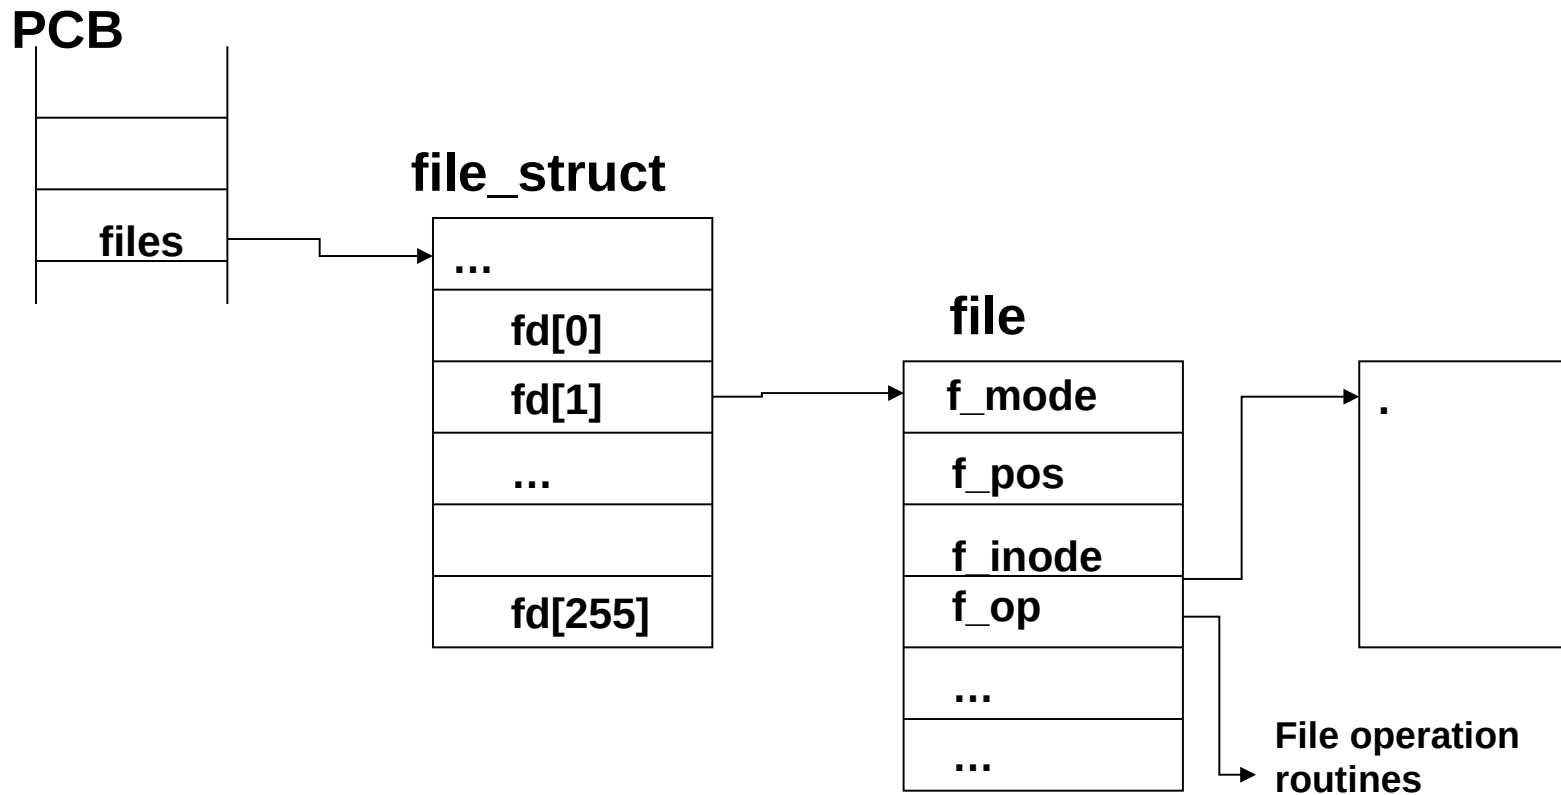 PCB
files
file_struct
…
fd[0]
fd[1]
…
fd[255]
file
f_mode
f_pos
f_inode
f_op
…
…
.
File operation
routines